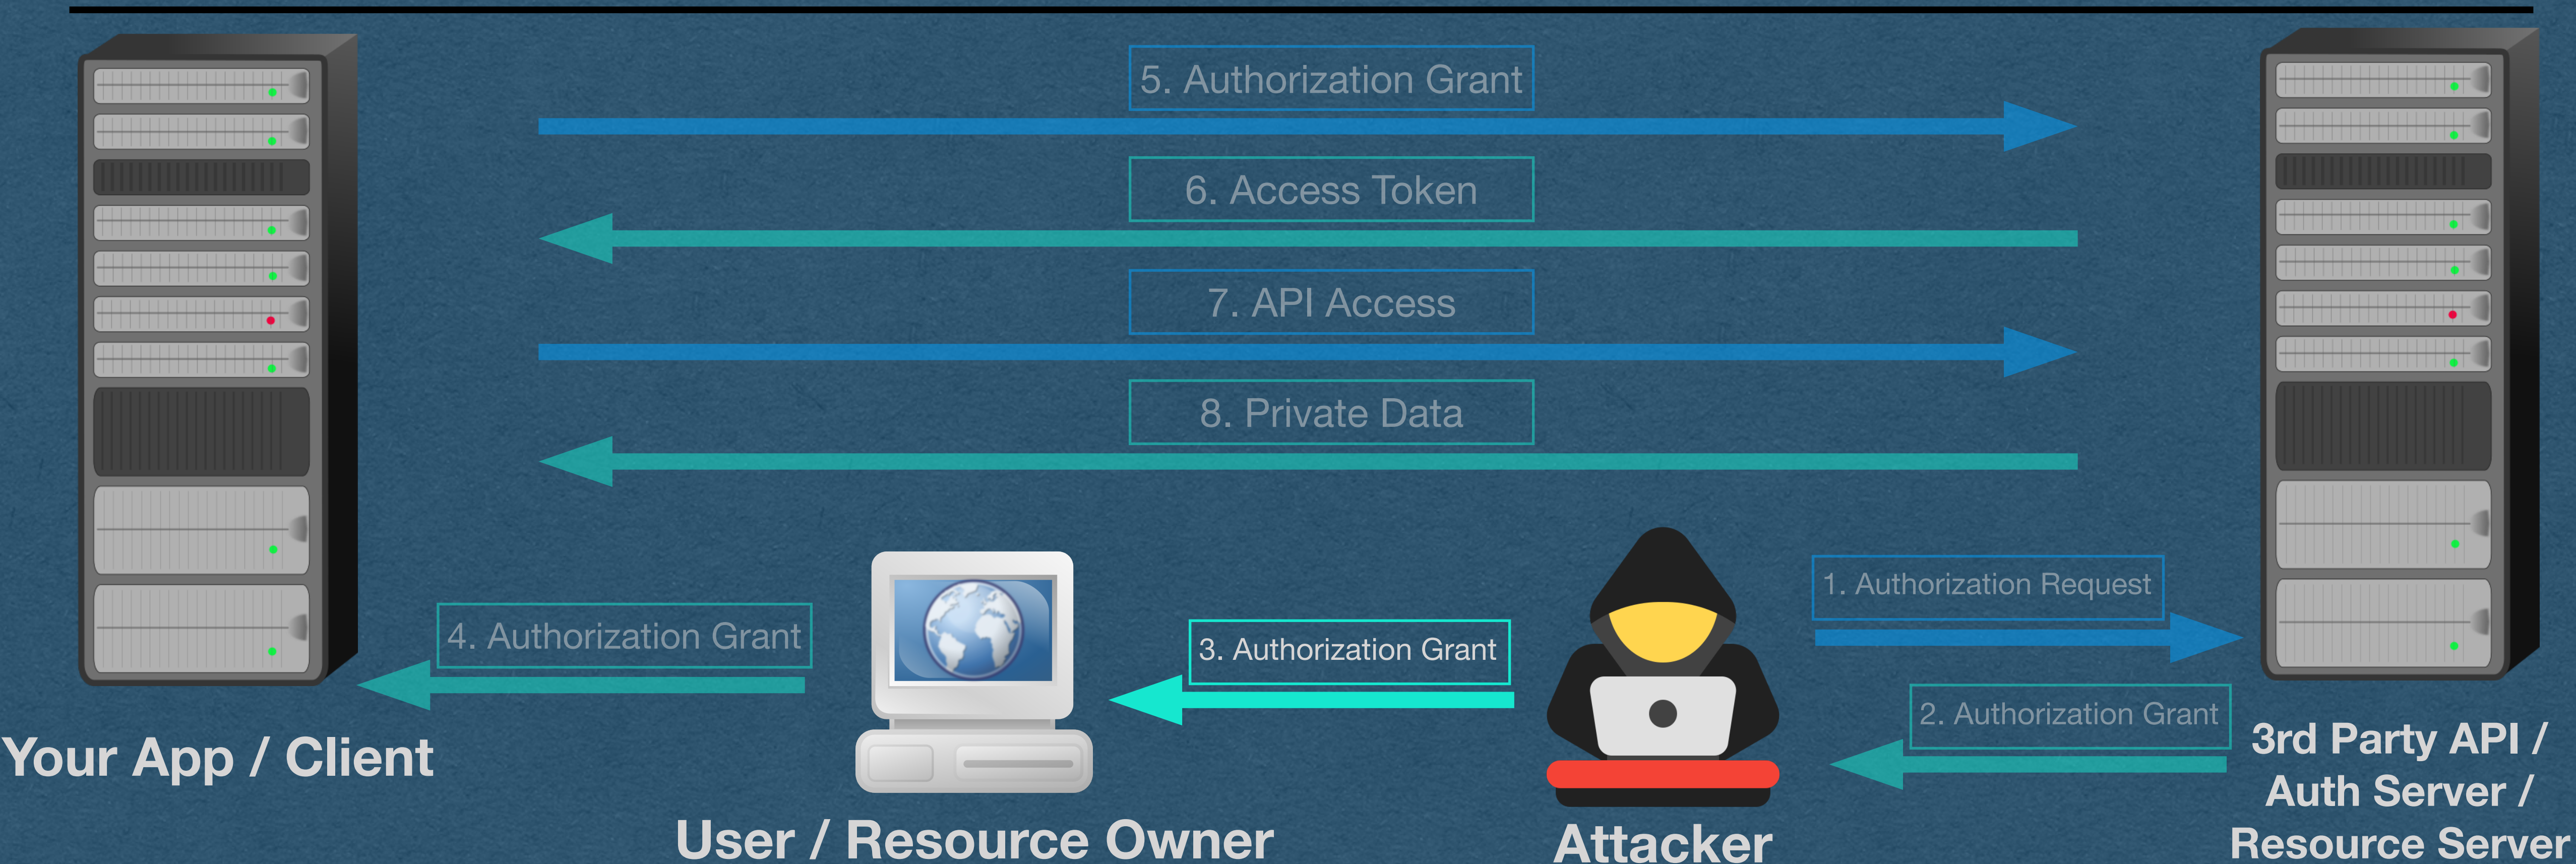 5. Authorization Grant
6. Access Token
7. API Access
8. Private Data
1. Authorization Request
4. Authorization Grant
3. Authorization Grant
2. Authorization Grant
Your App / Client
User / Resource Owner
Attacker
3rd Party API /
Auth Server /
Resource Server